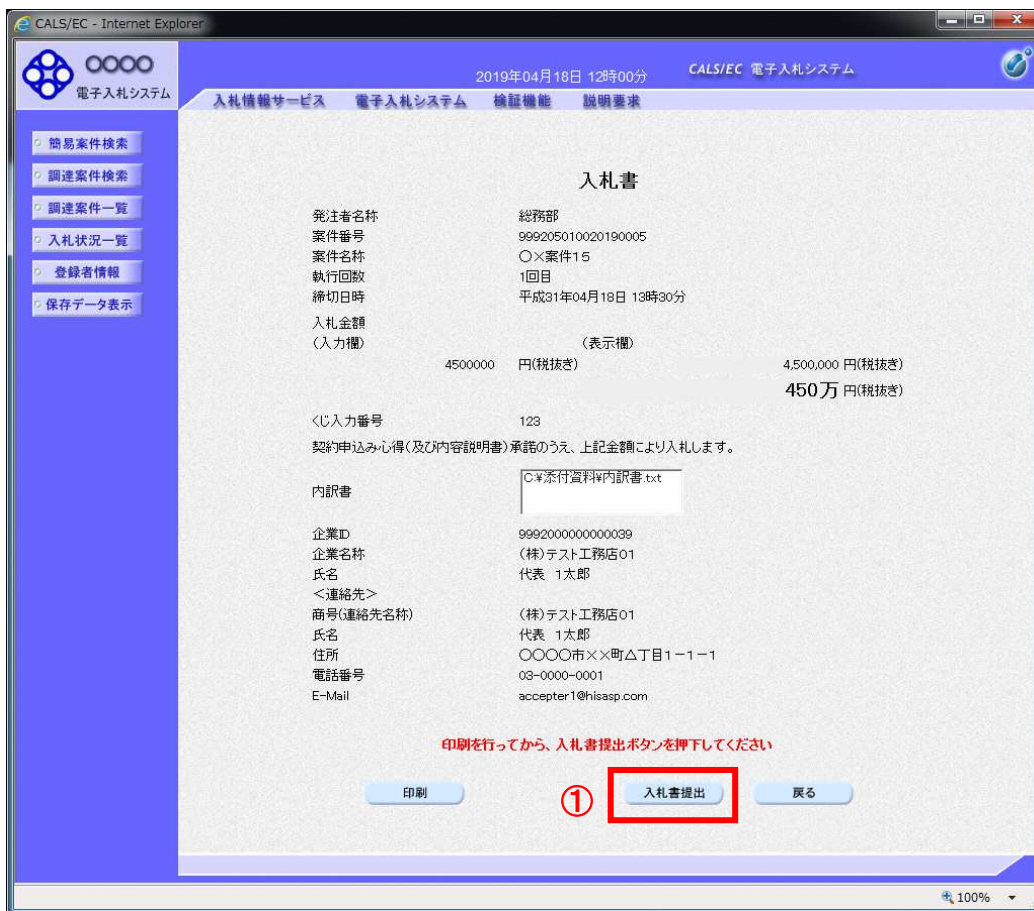 CALS/EC - Internet Explorer
〇〇〇〇
電子入札システム
2019年04月18日 12時00分
CALS/EC 電子入札システム
入札情報サービス 電子入札システム 検証機能 説明要求
簡易案件検索
調達案件検索
調達案件一覧
入札状況一覧
登録者情報
保存データ表示
入札書
発注者名称 総務部
案件番号 999205010020190005
案件名称 〇×案件15
執行回数 1回目
締切日時 平成31年04月18日 13時30分
入札金額
(入力欄) (表示欄)
4500000 円(税抜き) 4,500,000 円(税抜き)
450万 円(税抜き)
くじ入力番号 123
契約申込み心得(及び内容説明書)承諾のうえ、上記金額により入札します。
内訳書 C:¥添付資料¥内訳書.txt
企業ID 9992000000000039
企業名称 (株)テスト工務店01
氏名 代表 1太郎
<連絡先>
商号(連絡先名称) (株)テスト工務店01
氏名 代表 1太郎
住所 〇〇〇〇市××町△丁目1-1-1
電話番号 03-0000-0001
E-Mail accepter1@hisasp.com
印刷を行ってから、入札書提出ボタンを押下してください
印刷 ① 入札書提出 戻る
100%